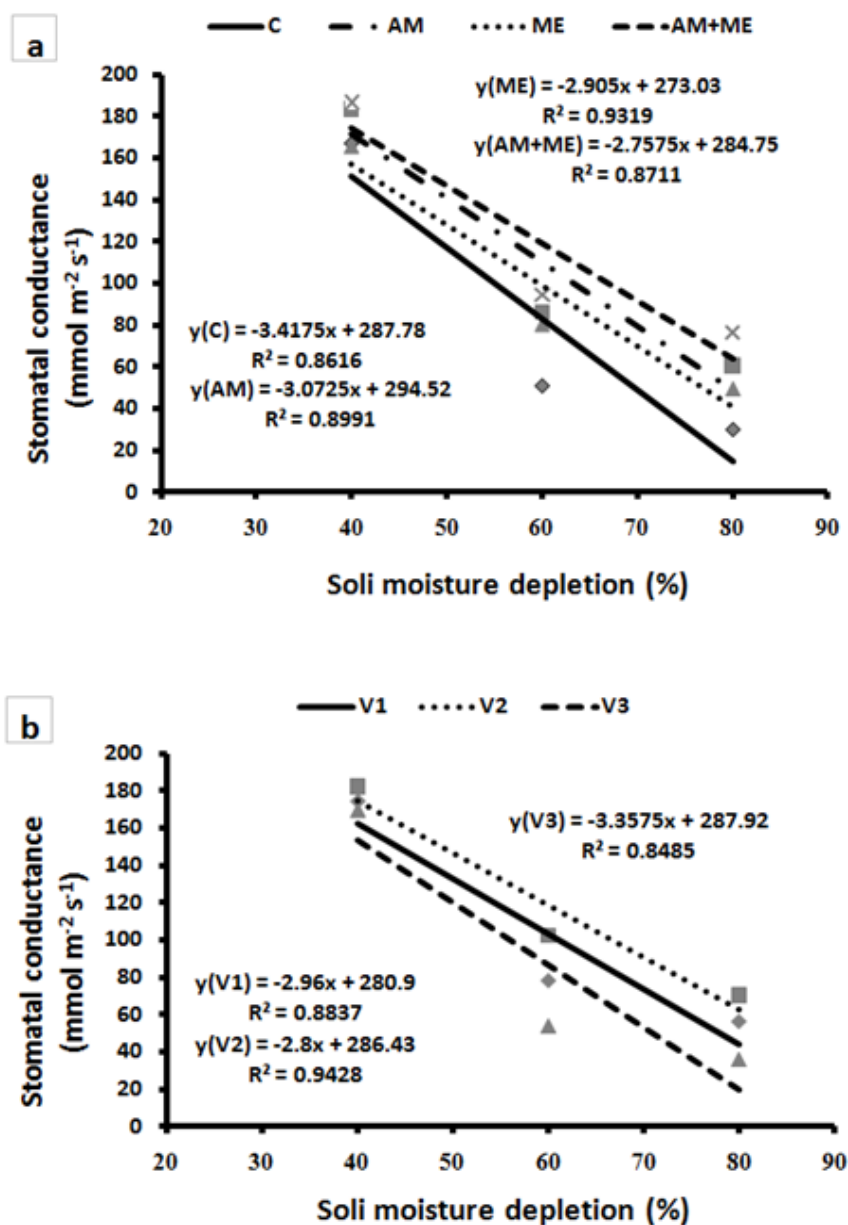 a
C AM ME AM+ME
200
180
160
140
120
100
80
60
40
20
0
Stomatal conductance
(mmol m⁻² s⁻¹)
y(ME) = -2.905x + 273.03
R² = 0.9319
y(AM+ME) = -2.7575x + 284.75
R² = 0.8711
y(C) = -3.4175x + 287.78
R² = 0.8616
y(AM) = -3.0725x + 294.52
R² = 0.8991
20 30 40 50 60 70 80 90
Soli moisture depletion (%)
b
V1 V2 V3
200
180
160
140
120
100
80
60
40
20
0
Stomatal conductance
(mmol m⁻² s⁻¹)
y(V3) = -3.3575x + 287.92
R² = 0.8485
y(V1) = -2.96x + 280.9
R² = 0.8837
y(V2) = -2.8x + 286.43
R² = 0.9428
20 30 40 50 60 70 80 90
Soli moisture depletion (%)